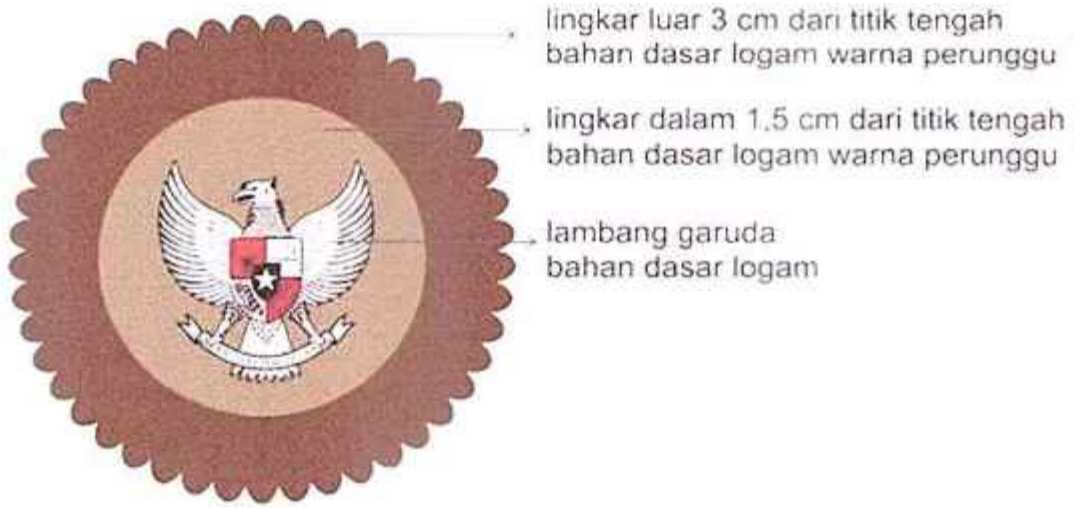 lingkar luar 3 cm dari titik tengah
bahan dasar logam warna perunggu
lingkar dalam 1,5 cm dari titik tengah
bahan dasar logam warna perunggu
lambang garuda
bahan dasar logam